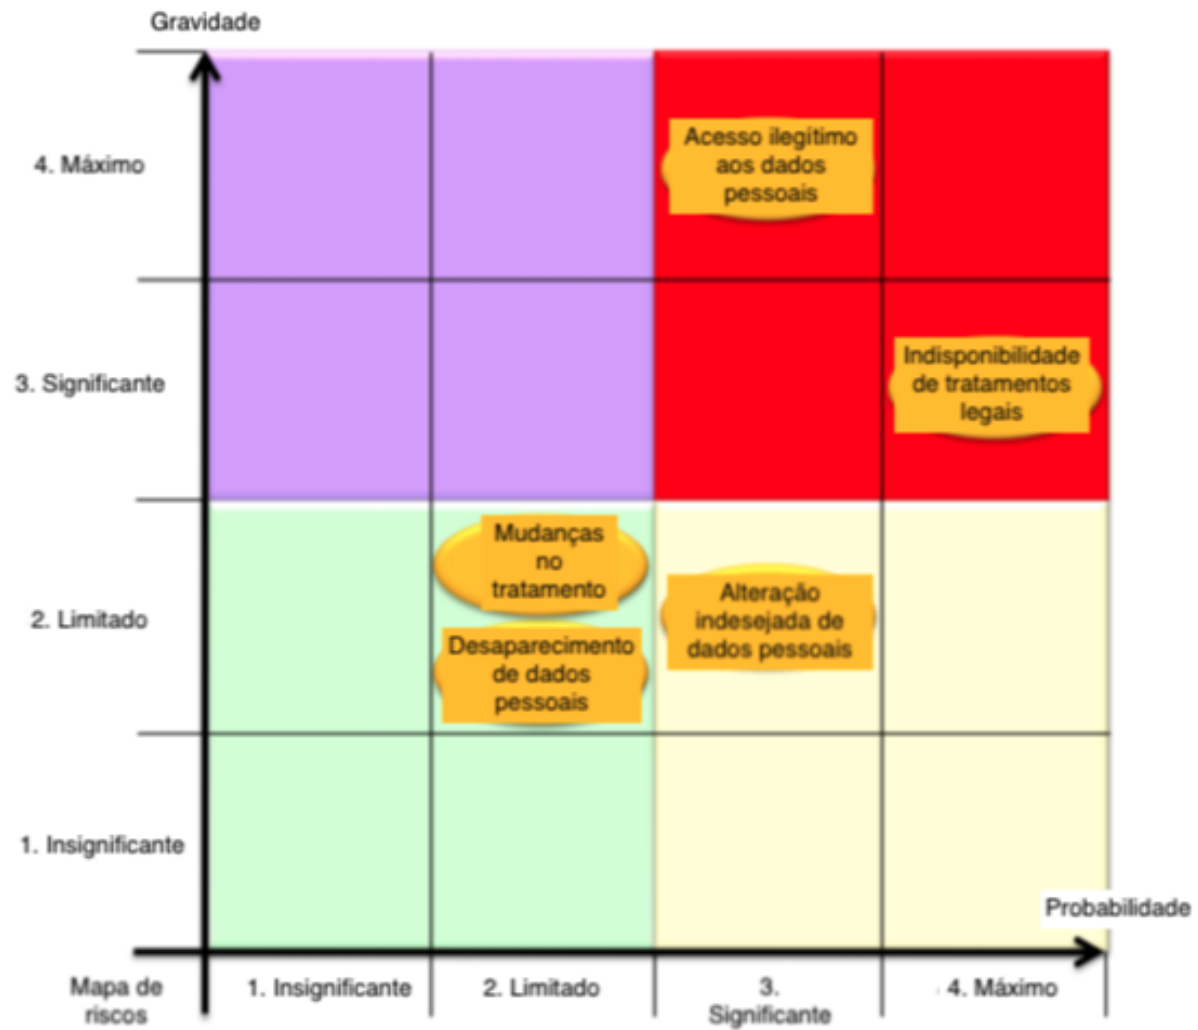 Gravidade
4. Máximo
Acesso ilegítimo
aos dados
pessoais
3. Significante
Indisponibilidade
de tratamentos
legais
2. Limitado
Mudanças
no
tratamento
Desaparecimento
de dados
pessoais
Alteração
indesejada de
dados pessoais
1. Insignificante
Probabilidade
Mapa de
riscos
1. Insignificante
2. Limitado
3.
Significante
4. Máximo